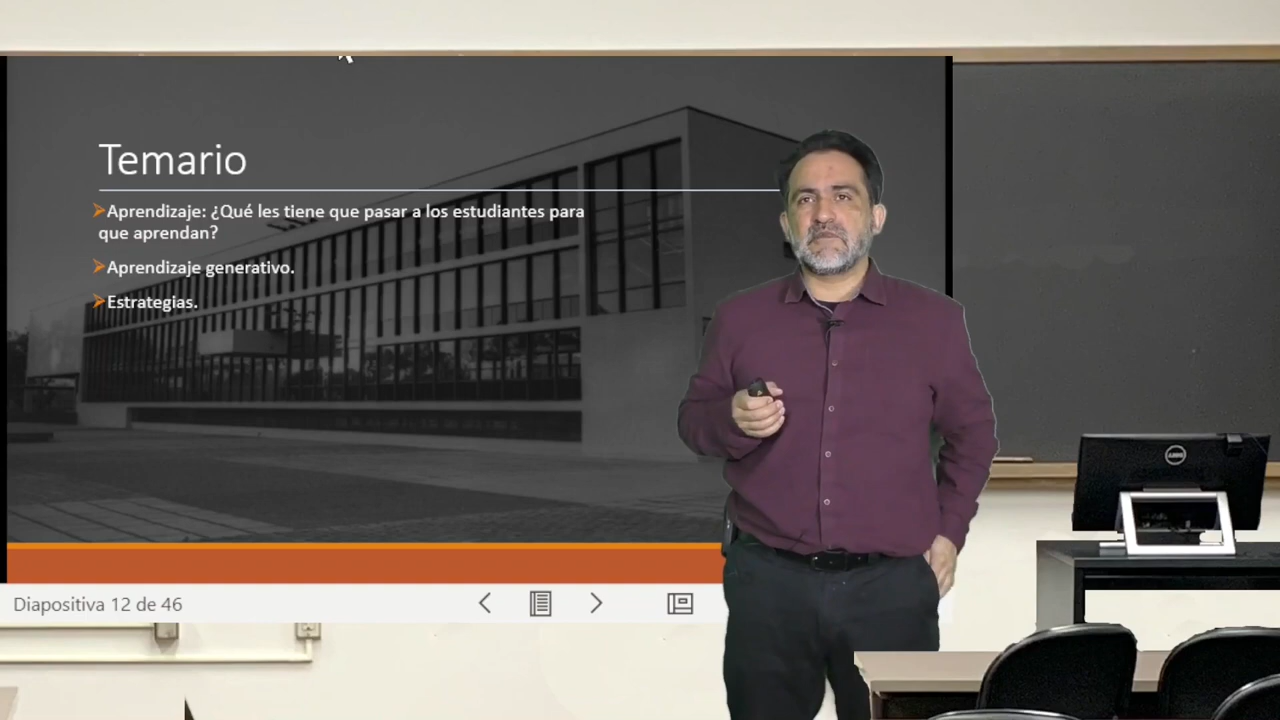 Temario
Aprendizaje: ¿Qué les tiene que pasar a los estudiantes para
que aprendan?
Aprendizaje generativo.
Estrategias.
Diapositiva 12 de 46
DELL